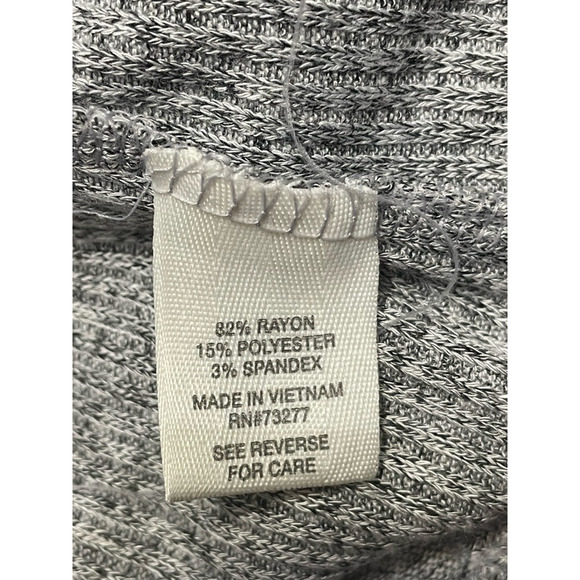 82% RAYON
15% POLYESTER
3% SPANDEX
MADE IN VIETNAM
RN#73277
SEE REVERSE
FOR CARE